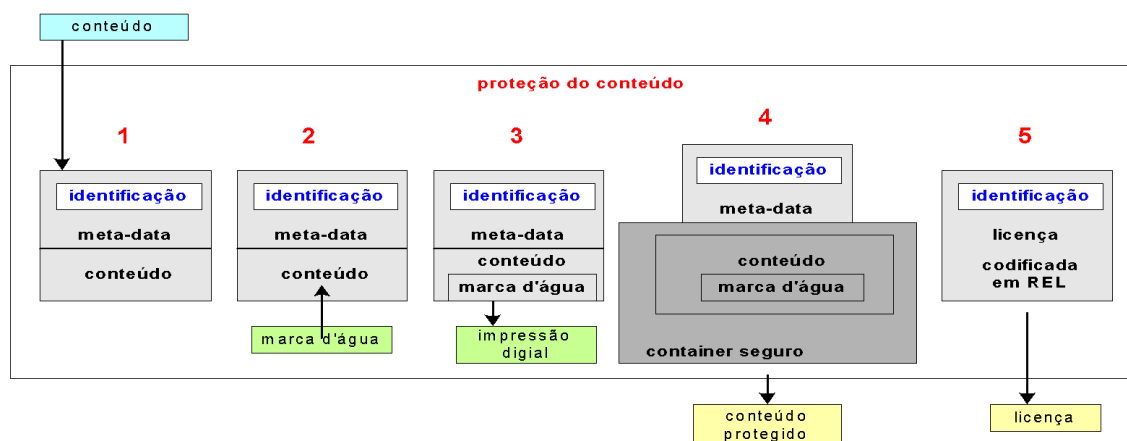 conteúdo
proteção do conteúdo
1
identificação
meta-data
conteúdo
2
identificação
meta-data
conteúdo
marca d'água
3
identificação
meta-data
conteúdo
marca d'água
impressão
digial
4
identificação
meta-data
conteúdo
marca d'água
container seguro
conteúdo
protegido
5
identificação
licença
codificada
em REL
licença